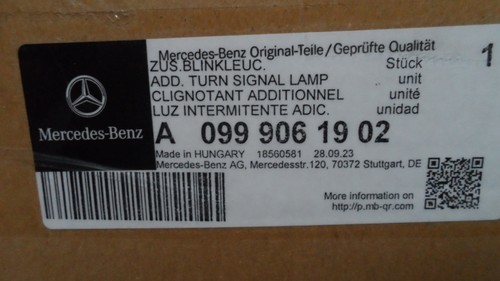 Mercedes-Benz Original-Teile/Geprüfte Qualität
ZUS.BLINKLEUC. Stück 1
ADD. TURN SIGNAL LAMP unit
CLIGNOTANT ADDITIONNEL unité
LUZ INTERMITENTE ADIC. unidad
Mercedes-Benz
A 099 906 19 02
Made in HUNGARY 18560581 28.09.23
Mercedes-Benz AG, Mercedesstr.120, 70372 Stuttgart, DE
More information on
http://p.mb-qr.com